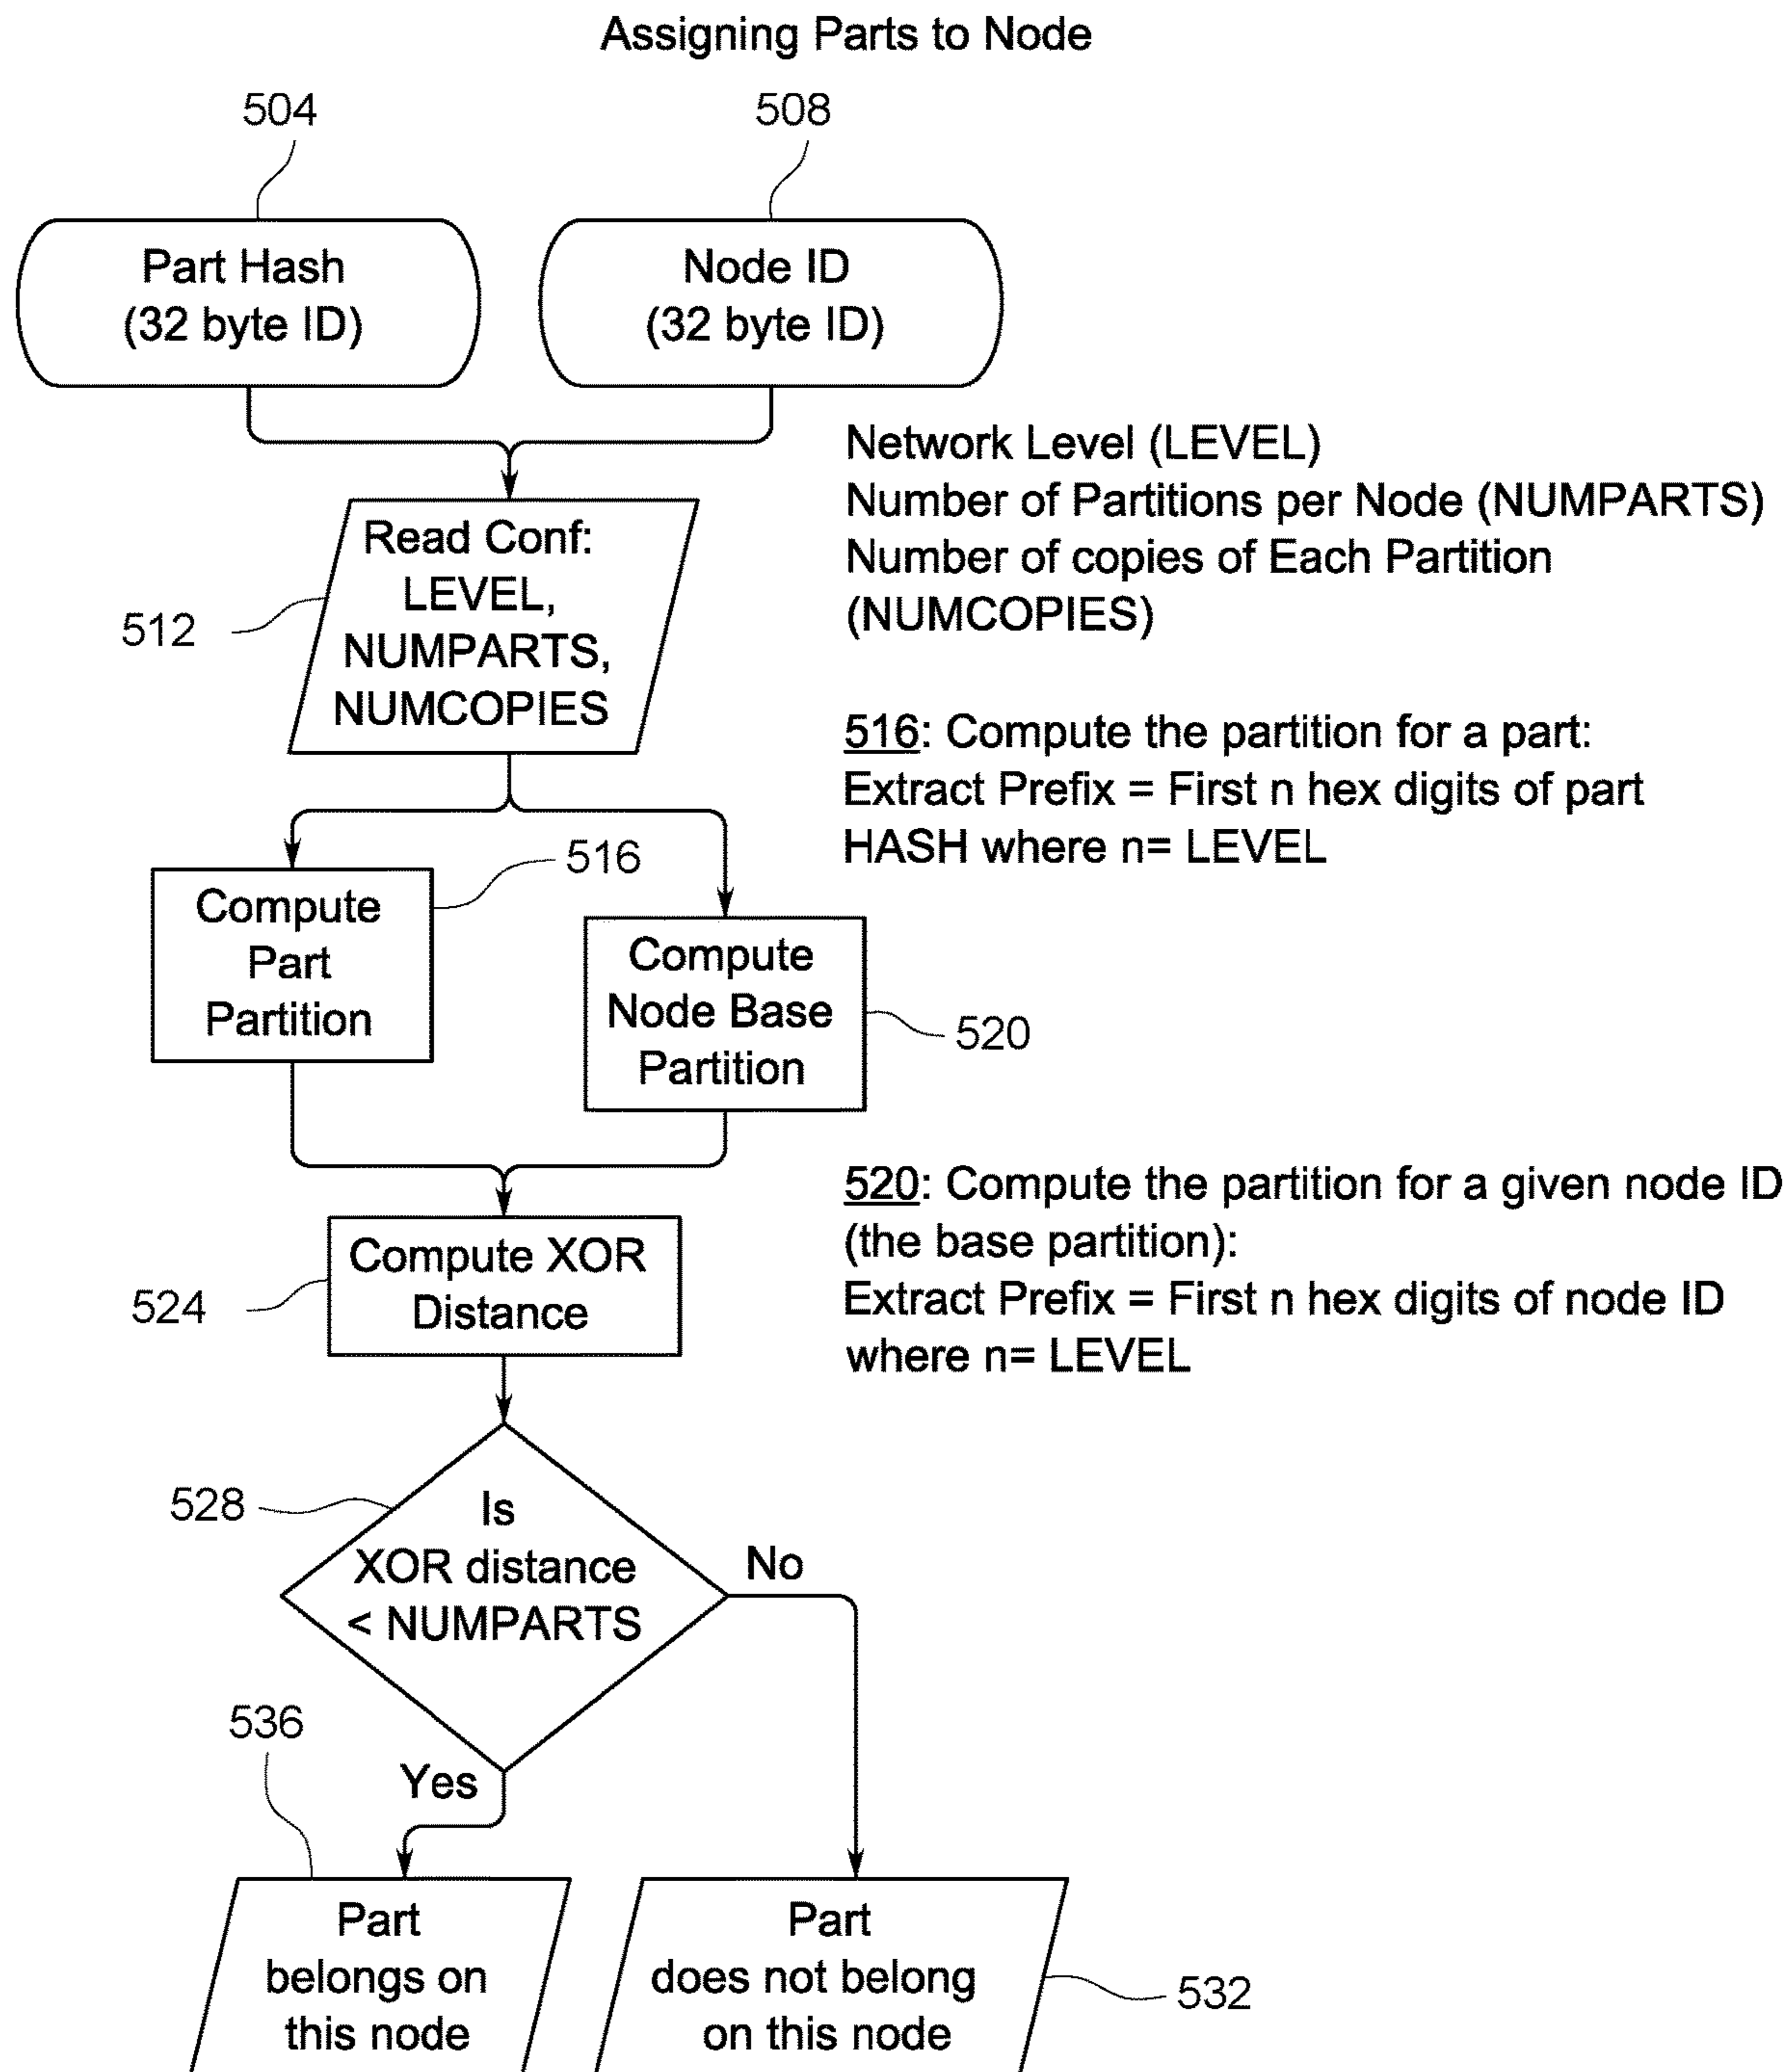 Assigning Parts to Node
504
508
Part Hash
(32 byte ID)
Node ID
(32 byte ID)
Network Level (LEVEL)
Number of Partitions per Node (NUMPARTS)
Number of copies of Each Partition
(NUMCOPIES)
Read Conf:
LEVEL,
NUMPARTS,
NUMCOPIES
512
516: Compute the partition for a part:
Extract Prefix = First n hex digits of part
HASH where n= LEVEL
516
Compute
Part
Partition
Compute
Node Base
Partition
520
520: Compute the partition for a given node ID
(the base partition):
Extract Prefix = First n hex digits of node ID
where n= LEVEL
Compute XOR
Distance
524
528
Is
XOR distance
< NUMPARTS
No
Yes
536
Part
belongs on
this node
Part
does not belong
on this node
532